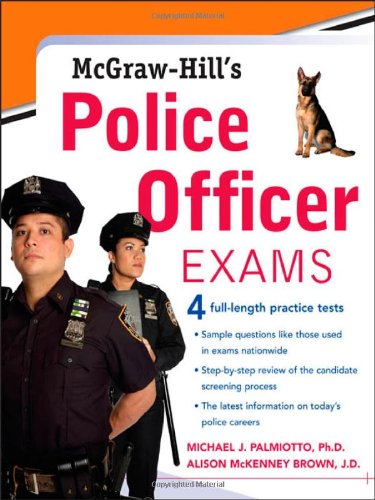 McGraw-Hill's
Police
Officer
EXAMS
4 full-length practice tests
• Sample questions like those used
in exams nationwide
• Step-by-step review of the candidate
screening process
• The latest information on today's
police careers
MICHAEL J. PALMIOTTO, Ph.D.
ALISON McKENNEY BROWN, J.D.